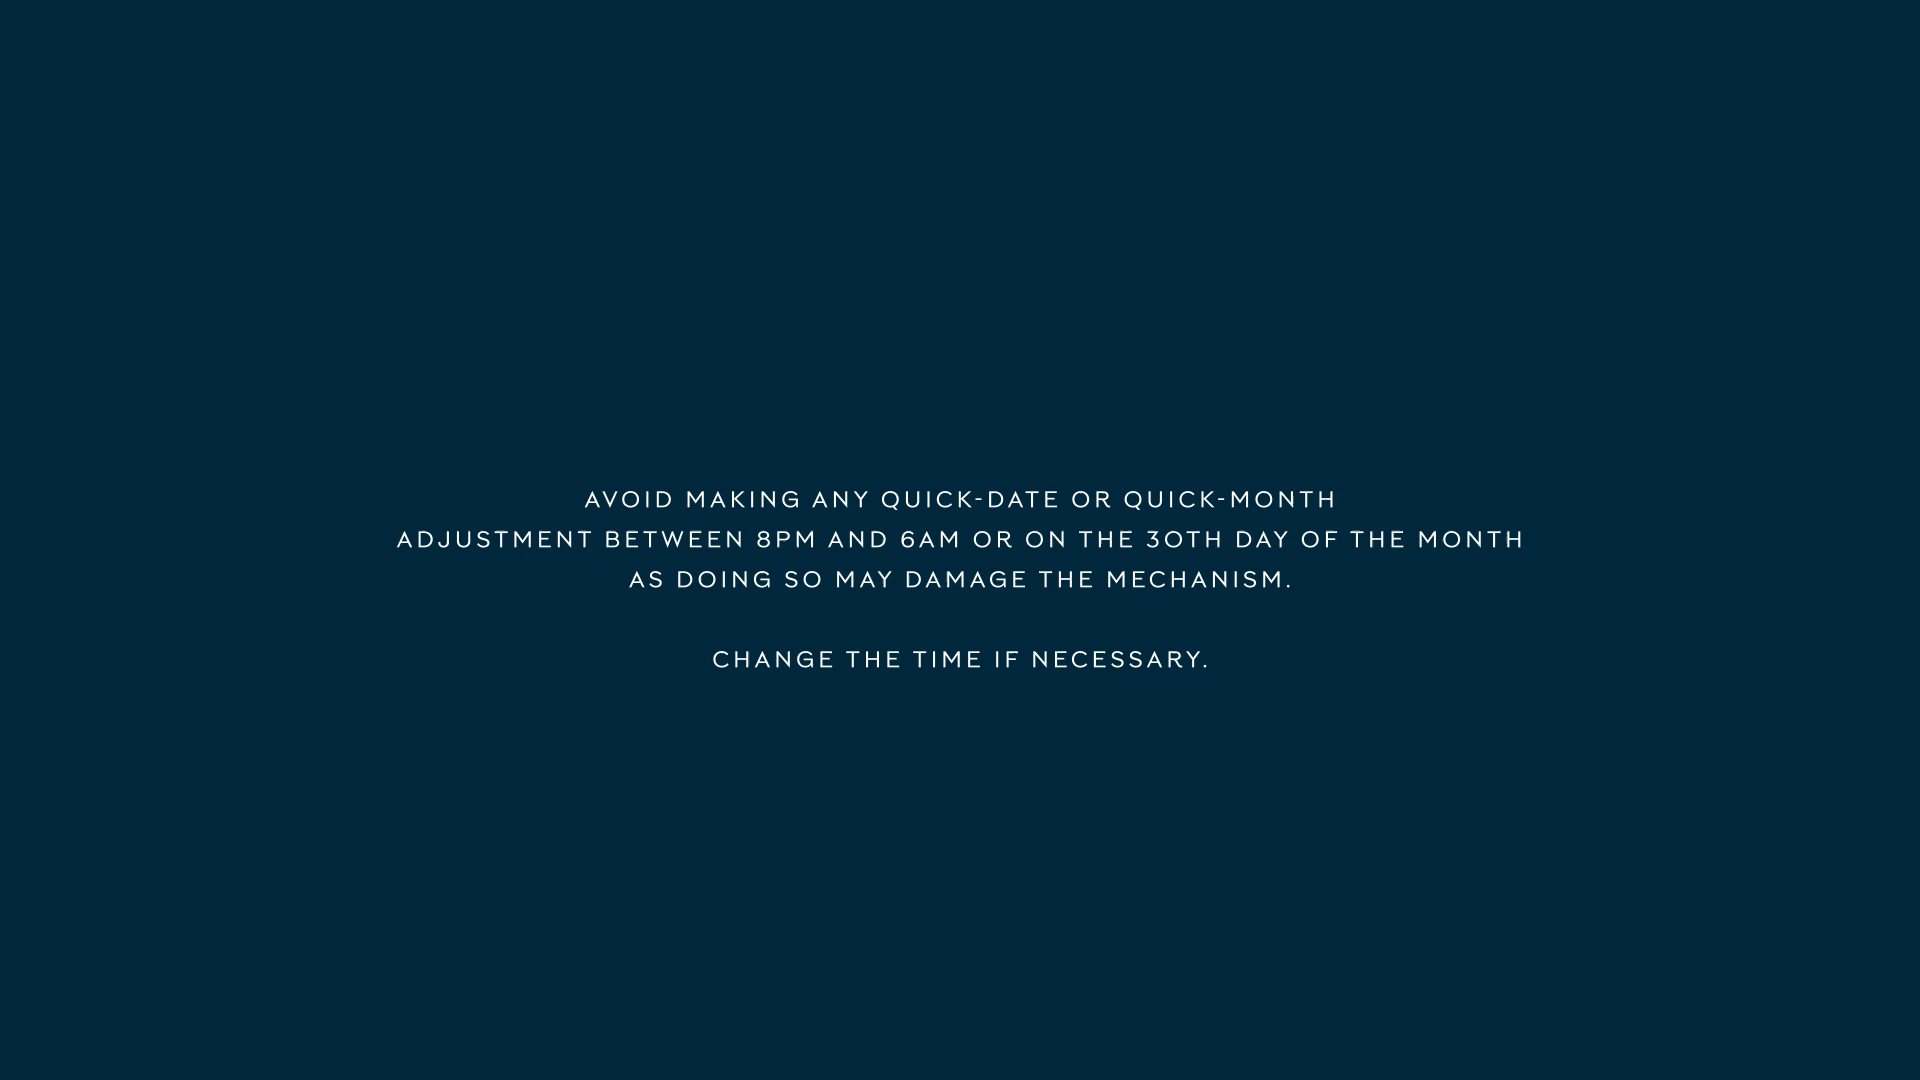 AVOID MAKING ANY QUICK-DATE OR QUICK-MONTH
ADJUSTMENT BETWEEN 8PM AND 6AM OR ON THE 30TH DAY OF THE MONTH
AS DOING SO MAY DAMAGE THE MECHANISM.
CHANGE THE TIME IF NECESSARY.